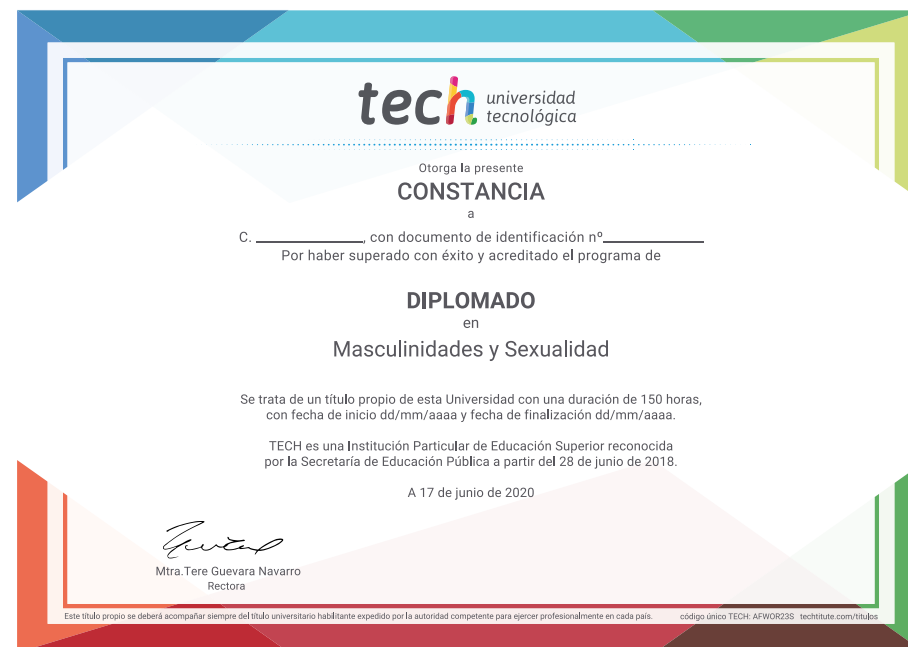 tech universidad
tecnológica
Otorga la presente
CONSTANCIA
a
C. ______________, con documento de identificación nº_____________
Por haber superado con éxito y acreditado el programa de
DIPLOMADO
en
Masculinidades y Sexualidad
Se trata de un título propio de esta Universidad con una duración de 150 horas,
con fecha de inicio dd/mm/aaaa y fecha de finalización dd/mm/aaaa.
TECH es una Institución Particular de Educación Superior reconocida
por la Secretaría de Educación Pública a partir del 28 de junio de 2018.
A 17 de junio de 2020
Mtra.Tere Guevara Navarro
Rectora
Este título propio se deberá acompañar siempre del título universitario habilitante expedido por la autoridad competente para ejercer profesionalmente en cada país. código único TECH: AFWOR23S techtitute.com/titulos